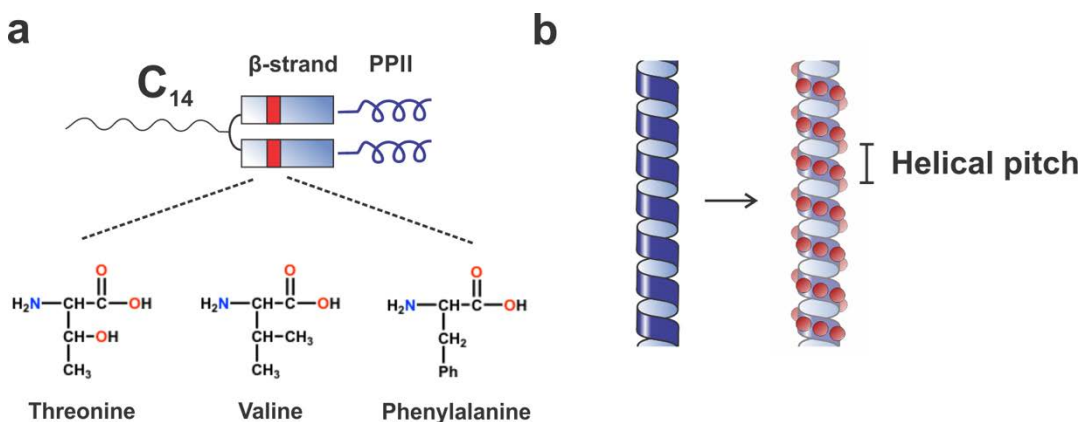 a
b
β-strand
PPII
C14
Helical pitch
O
H₂N—CH—C—OH
CH—OH
CH₃
Threonine
O
H₂N—CH—C—OH
CH—CH₃
CH₃
Valine
O
H₂N—CH—C—OH
CH₂
Ph
Phenylalanine